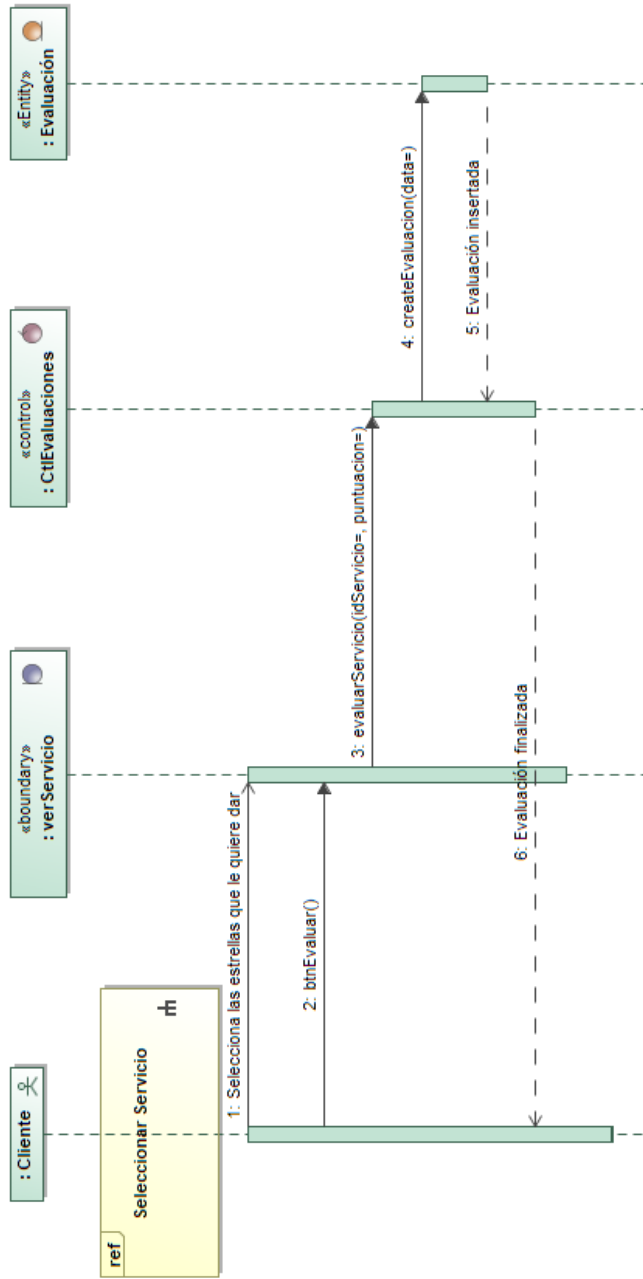 : Cliente
«boundary»
: verServicio
«control»
: CtlEvaluaciones
«Entity»
: Evaluación
ref
Seleccionar Servicio
1: Selecciona las estrellas que le quiere dar
2: btnEvaluar()
3: evaluarServicio(idServicio=, puntuacion=)
4: createEvaluacion(data=)
5: Evaluación insertada
6: Evaluación finalizada